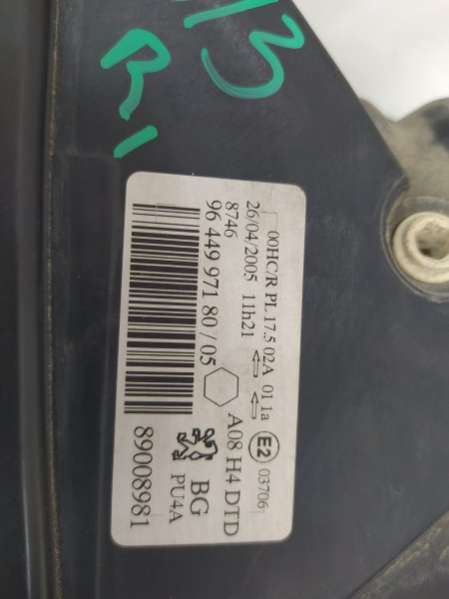 13
R1
00HC/R PL 17.5 02A 01 1a E2 03706
26/04/2005 11h21
8746
96 449 971 80 / 05
A08 H4 DTD
BG
PU4A
89008981